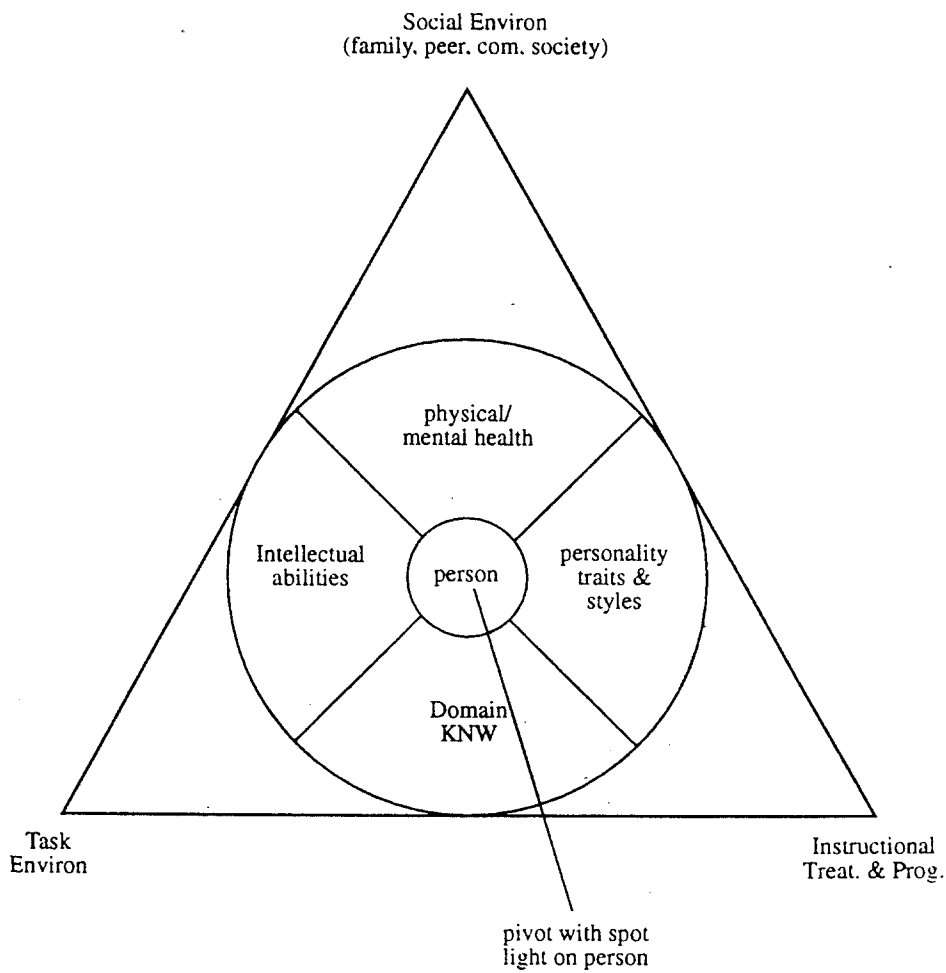 Social Environ
(family, peer, com. society)
physical/
mental health
Intellectual
abilities
person
personality
traits &
styles
Domain
KNW
Task
Environ
Instructional
Treat. & Prog.
pivot with spot
light on person